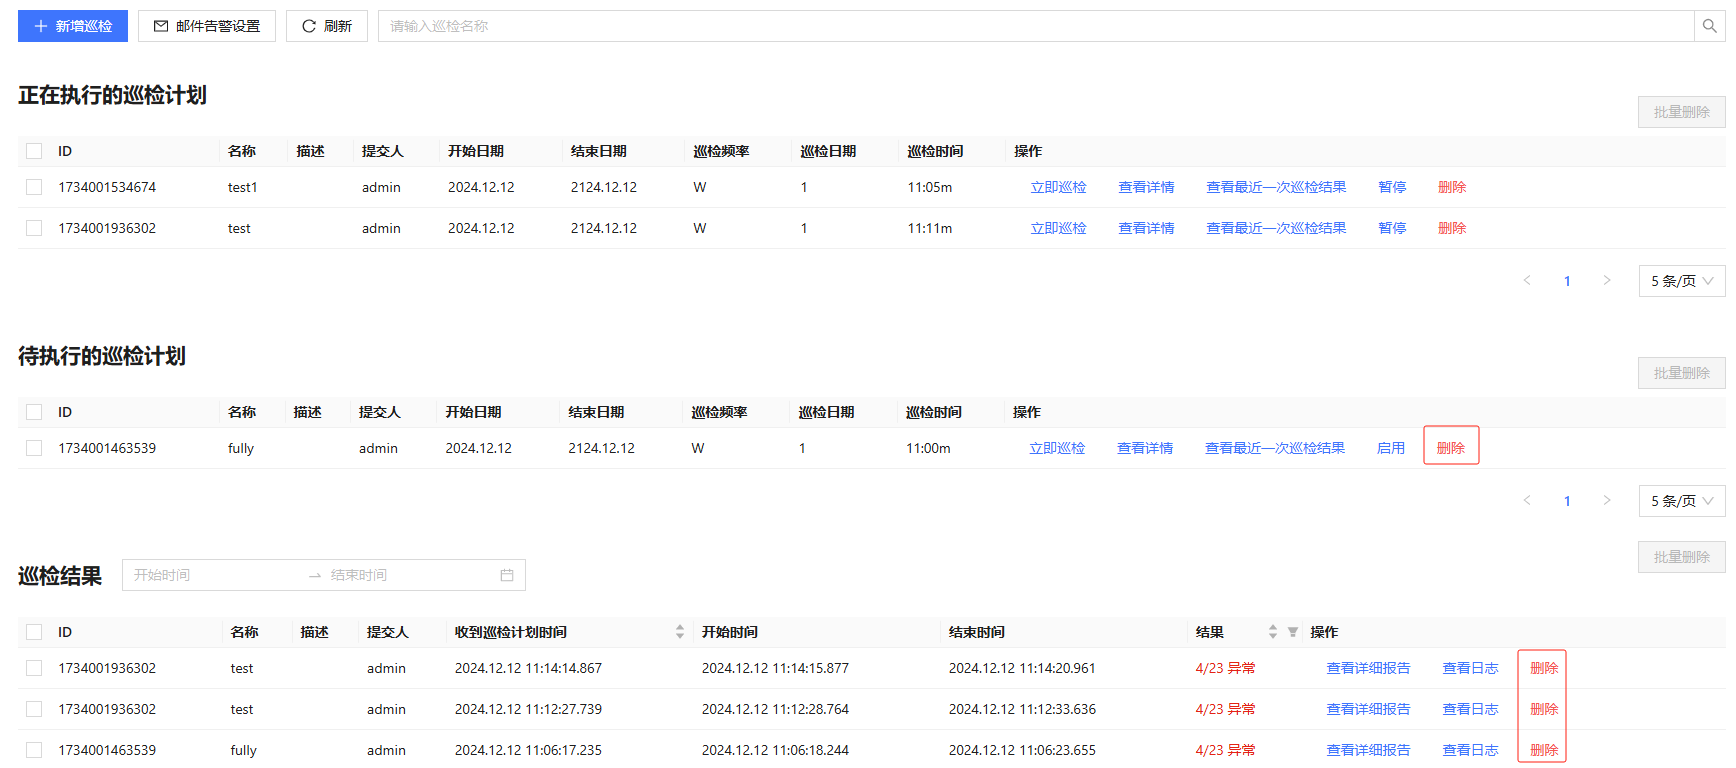 新增巡检 邮件告警设置 刷新 请输入巡检名称
正在执行的巡检计划
批量删除
ID 名称 描述 提交人 开始日期 结束日期 巡检频率 巡检日期 巡检时间 操作
1734001534674 test1 admin 2024.12.12 2124.12.12 W 1 11:05m 立即巡检 查看详情 查看最近一次巡检结果 暂停 删除
1734001936302 test admin 2024.12.12 2124.12.12 W 1 11:11m 立即巡检 查看详情 查看最近一次巡检结果 暂停 删除
1 5 条/页
待执行的巡检计划
批量删除
ID 名称 描述 提交人 开始日期 结束日期 巡检频率 巡检日期 巡检时间 操作
1734001463539 fully admin 2024.12.12 2124.12.12 W 1 11:00m 立即巡检 查看详情 查看最近一次巡检结果 启用 删除
1 5 条/页
批量删除
巡检结果 开始时间 结束时间
ID 名称 描述 提交人 收到巡检计划时间 开始时间 结束时间 结果 操作
1734001936302 test admin 2024.12.12 11:14:14.867 2024.12.12 11:14:15.877 2024.12.12 11:14:20.961 4/23 异常 查看详细报告 查看日志 删除
1734001936302 test admin 2024.12.12 11:12:27.739 2024.12.12 11:12:28.764 2024.12.12 11:12:33.636 4/23 异常 查看详细报告 查看日志 删除
1734001463539 fully admin 2024.12.12 11:06:17.235 2024.12.12 11:06:18.244 2024.12.12 11:06:23.655 4/23 异常 查看详细报告 查看日志 删除